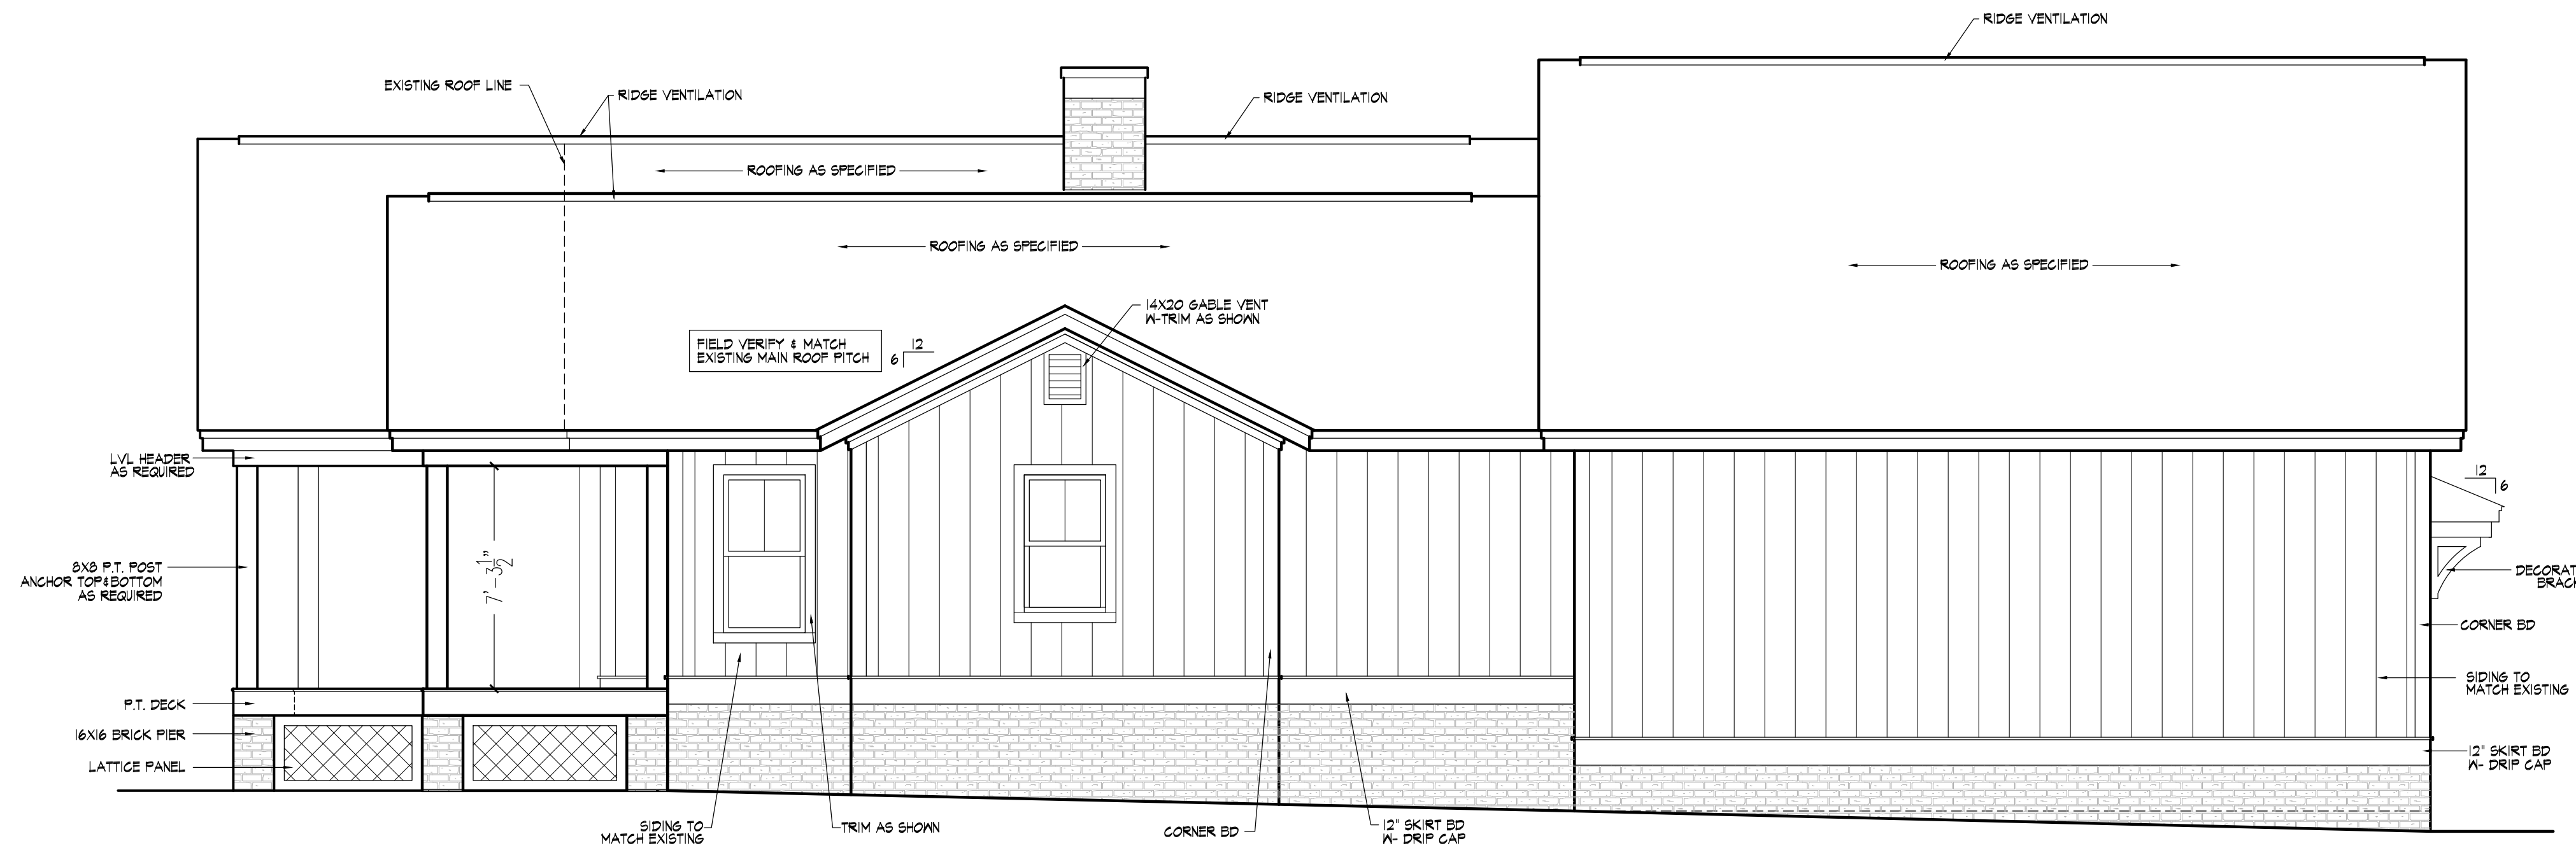 RIDGE VENTILATION
EXISTING ROOF LINE
RIDGE VENTILATION
RIDGE VENTILATION
ROOFING AS SPECIFIED
ROOFING AS SPECIFIED
ROOFING AS SPECIFIED
14X20 GABLE VENT
W-TRIM AS SHOWN
FIELD VERIFY & MATCH
EXISTING MAIN ROOF PITCH
12
6
LVL HEADER
AS REQUIRED
12
6
8X8 P.T. POST
ANCHOR TOP&BOTTOM
AS REQUIRED
7'-3 1/2"
DECORAT
BRACK
CORNER BD
SIDING TO
MATCH EXISTING
P.T. DECK
16X16 BRICK PIER
LATTICE PANEL
12" SKIRT BD
W- DRIP CAP
SIDING TO
MATCH EXISTING
TRIM AS SHOWN
CORNER BD
12" SKIRT BD
W- DRIP CAP